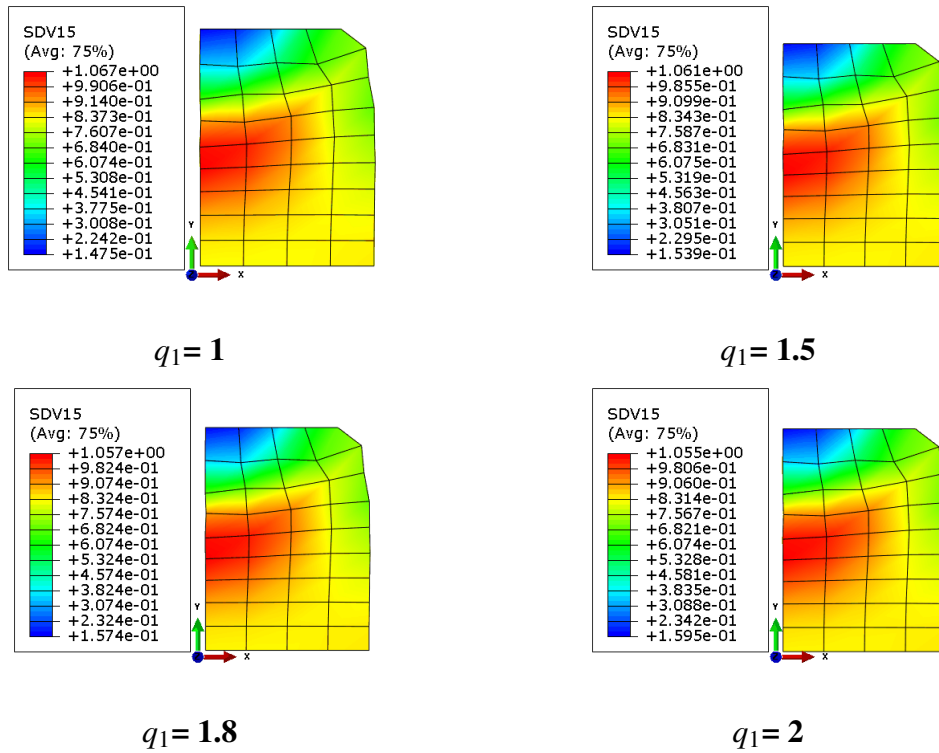 SDV15
(Avg: 75%)
+1.067e+00
+9.906e-01
+9.140e-01
+8.373e-01
+7.607e-01
+6.840e-01
+6.074e-01
+5.308e-01
+4.541e-01
+3.775e-01
+3.008e-01
+2.242e-01
+1.475e-01
Y
X
q1= 1
SDV15
(Avg: 75%)
+1.061e+00
+9.855e-01
+9.099e-01
+8.343e-01
+7.587e-01
+6.831e-01
+6.075e-01
+5.319e-01
+4.563e-01
+3.807e-01
+3.051e-01
+2.295e-01
+1.539e-01
Y
X
q1= 1.5
SDV15
(Avg: 75%)
+1.057e+00
+9.824e-01
+9.074e-01
+8.324e-01
+7.574e-01
+6.824e-01
+6.074e-01
+5.324e-01
+4.574e-01
+3.824e-01
+3.074e-01
+2.324e-01
+1.574e-01
Y
X
q1= 1.8
SDV15
(Avg: 75%)
+1.055e+00
+9.806e-01
+9.060e-01
+8.314e-01
+7.567e-01
+6.821e-01
+6.074e-01
+5.328e-01
+4.581e-01
+3.835e-01
+3.088e-01
+2.342e-01
+1.595e-01
Y
X
q1= 2